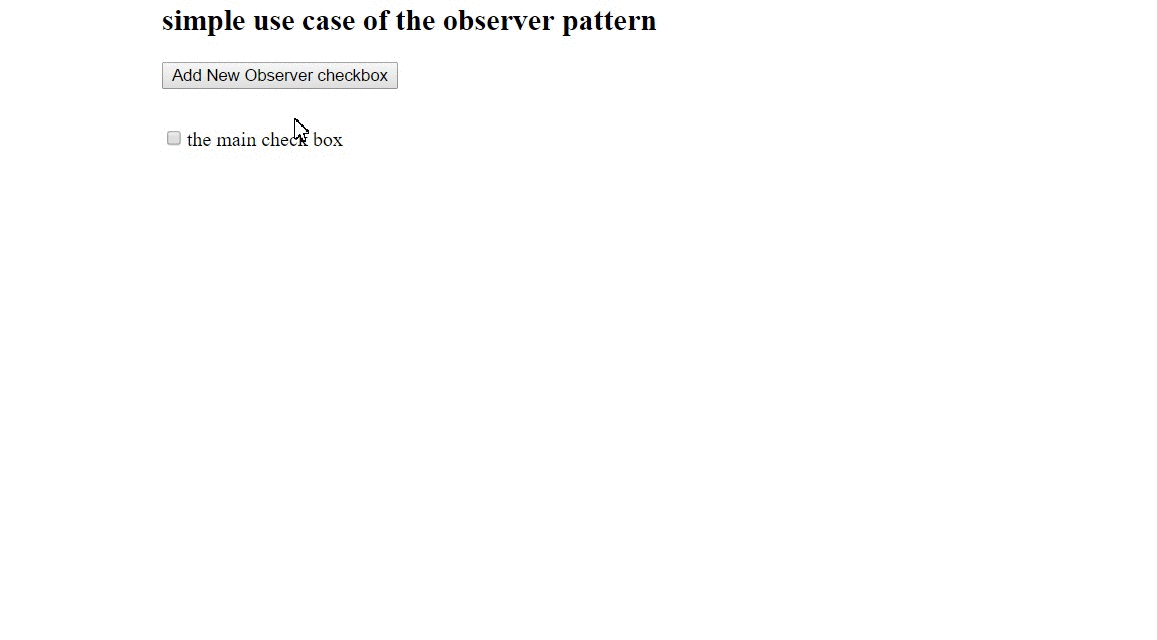 simple use case of the observer pattern
Add New Observer checkbox
the main check box